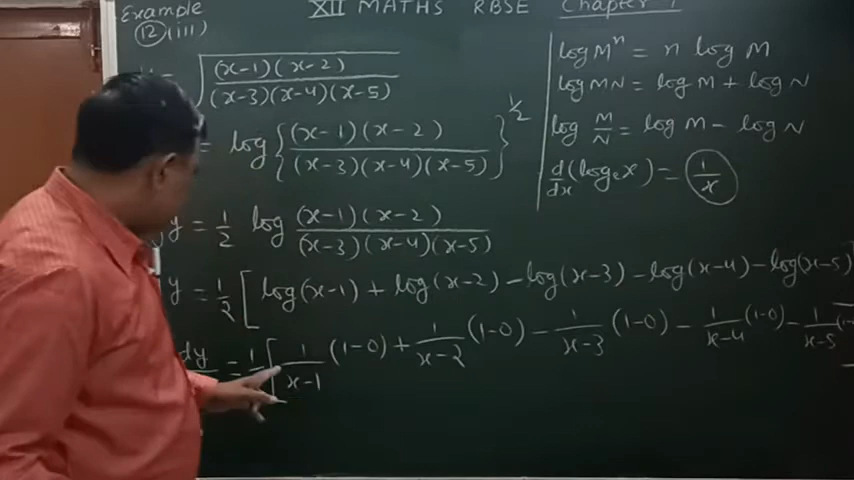 Example
12 (iii)
XII MATHS RBSE Chapter
= √((x-1)(x-2) / (x-3)(x-4)(x-5))
= log {(x-1)(x-2) / (x-3)(x-4)(x-5)}^1/2
y = 1/2 log (x-1)(x-2) / (x-3)(x-4)(x-5)
y = 1/2 [log(x-1) + log(x-2) - log(x-3) - log(x-4) - log(x-5)
dy = 1/2 [1/(x-1) (1-0) + 1/(x-2) (1-0) - 1/(x-3) (1-0) - 1/(x-4) (1-0) - 1/(x-5)
log M^n = n log M
log MN = log M + log N
log M/N = log M - log N
d/dx (log_e x) = 1/x